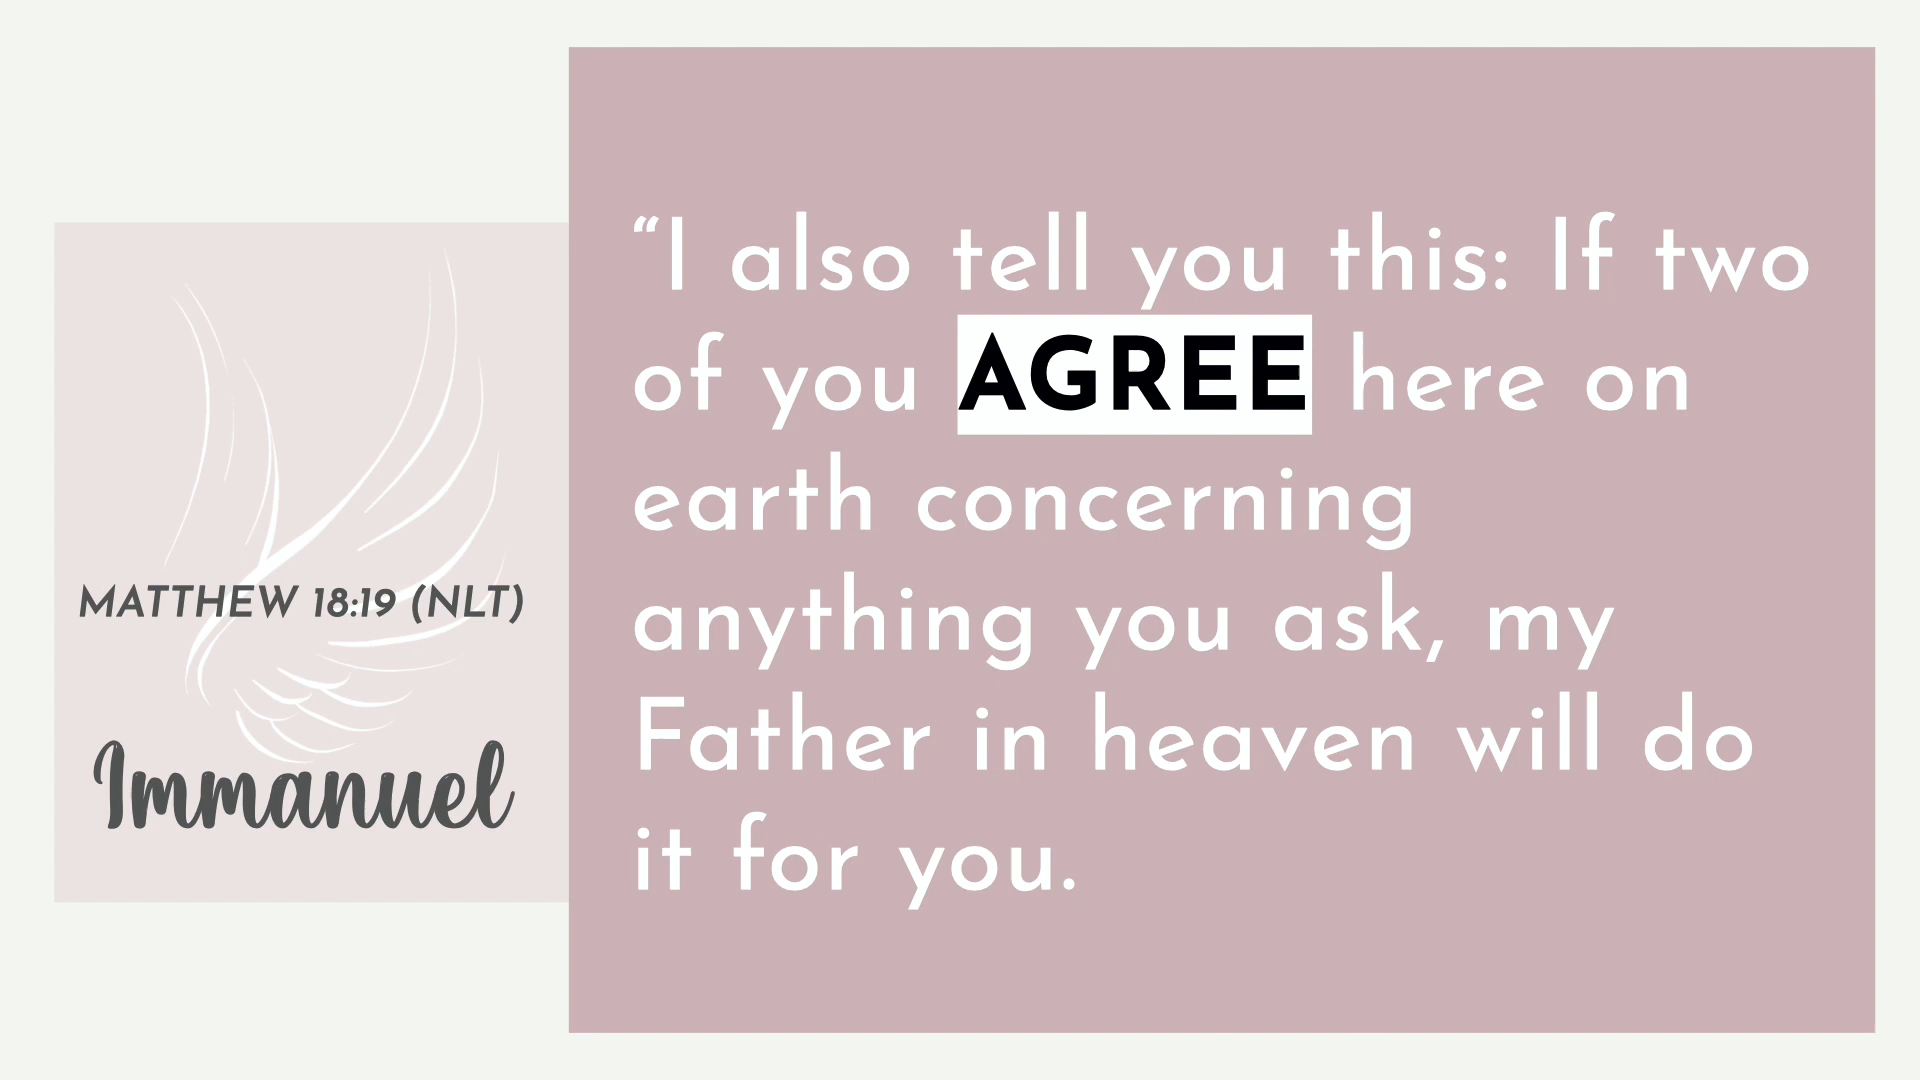 MATTHEW 18:19 (NLT)
Immanuel
“I also tell you this: If two
of you AGREE here on
earth concerning
anything you ask, my
Father in heaven will do
it for you.